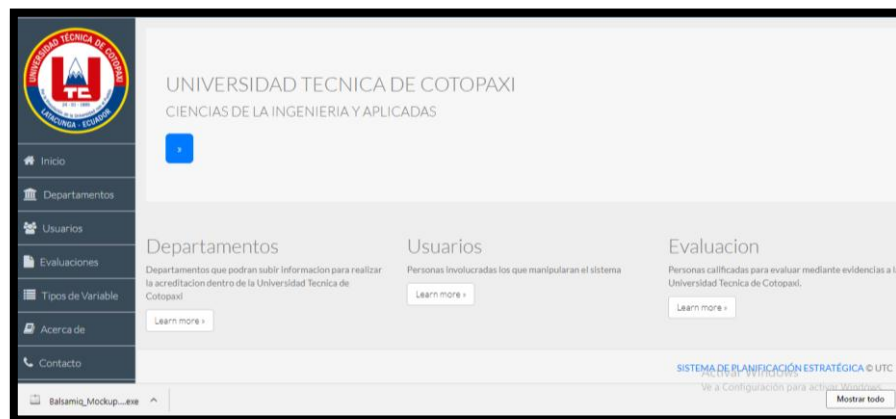 UNIVERSIDAD TÉCNICA DE COTOPAXI
UTC
LATACUNGA - ECUADOR
Inicio
Departamentos
Usuarios
Evaluaciones
Tipos de Variable
Acerca de
Contacto
UNIVERSIDAD TECNICA DE COTOPAXI
CIENCIAS DE LA INGENIERIA Y APLICADAS
»
Departamentos
Departamentos que podran subir informacion para realizar
la acreditacion dentro de la Universidad Tecnica de
Cotopaxi
Learn more »
Usuarios
Personas involucradas los que manipularan el sistema
Learn more »
Evaluacion
Personas calificadas para evaluar mediante evidencias a l
Universidad Tecnica de Cotopaxi.
Learn more »
SISTEMA DE PLANIFICACIÓN ESTRATÉGICA © UTC
Activar Windows
Ve a Configuración para activar Windows.
Balsamiq_Mockup....exe
Mostrar todo